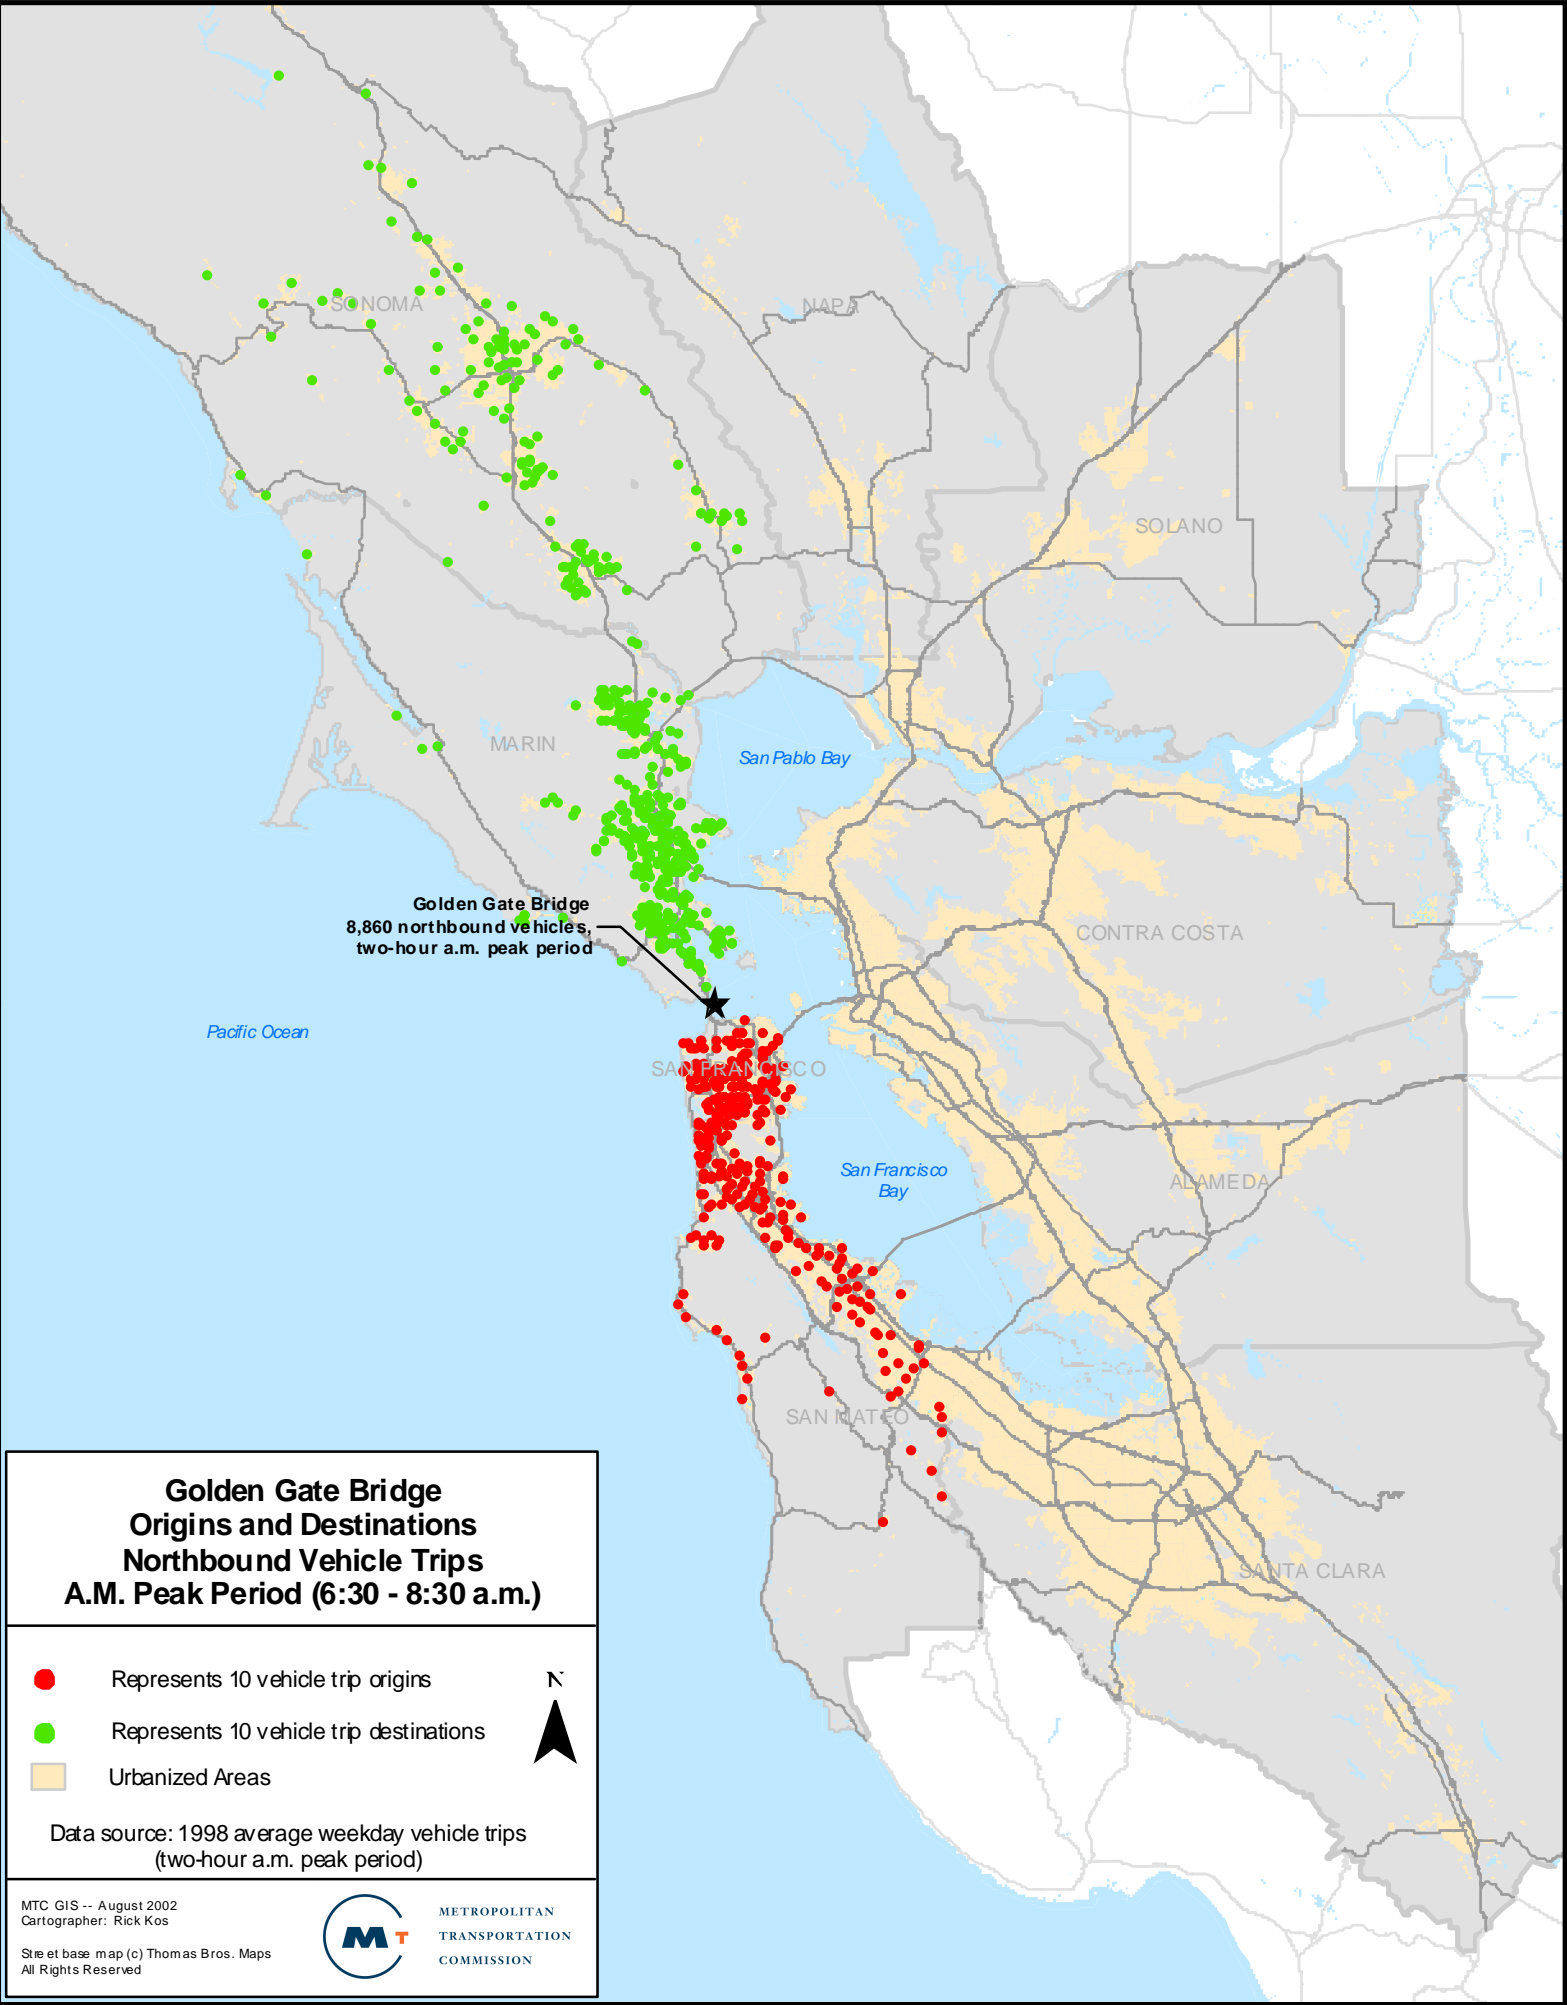 SONOMA
NAPA
SOLANO
MARIN
San Pablo Bay
Golden Gate Bridge
8,860 northbound vehicles,
two-hour a.m. peak period
CONTRA COSTA
Pacific Ocean
SAN FRANCISCO
San Francisco
Bay
ALAMEDA
SAN MATEO
SANTA CLARA
Golden Gate Bridge
Origins and Destinations
Northbound Vehicle Trips
A.M. Peak Period (6:30 - 8:30 a.m.)
Represents 10 vehicle trip origins
N
Represents 10 vehicle trip destinations
Urbanized Areas
Data source: 1998 average weekday vehicle trips
(two-hour a.m. peak period)
MTC GIS -- August 2002
Cartographer: Rick Kos
Street base map (c) Thomas Bros. Maps
All Rights Reserved
M T
METROPOLITAN
TRANSPORTATION
COMMISSION